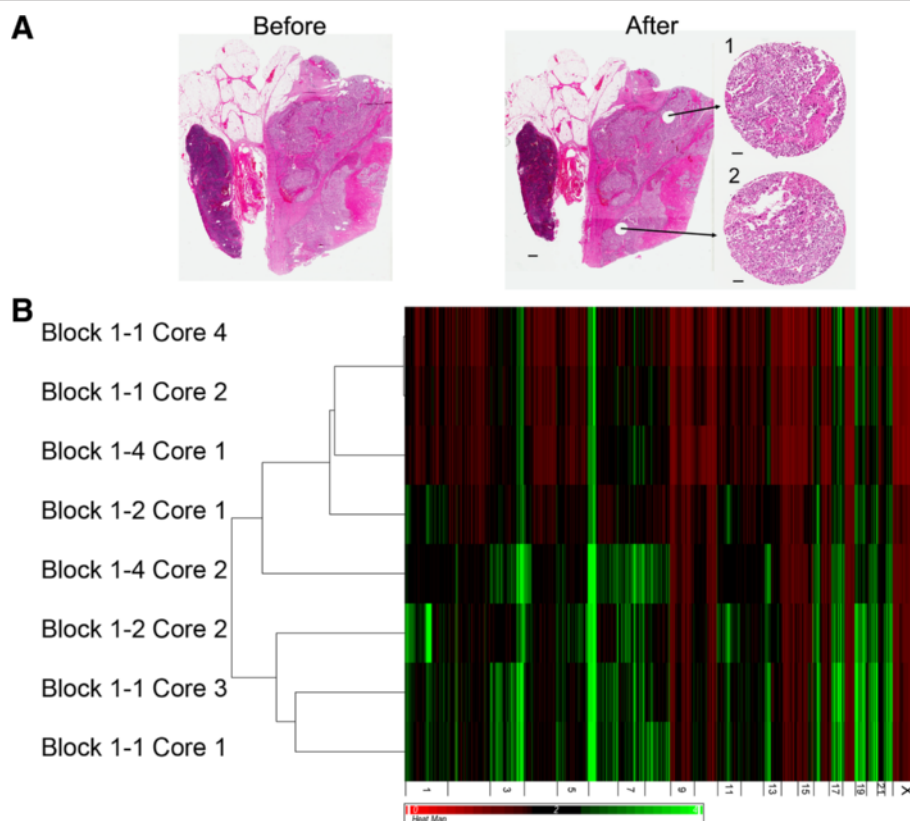 A
Before
After
1
2
B
Block 1-1 Core 4
Block 1-1 Core 2
Block 1-4 Core 1
Block 1-2 Core 1
Block 1-4 Core 2
Block 1-2 Core 2
Block 1-1 Core 3
Block 1-1 Core 1
1 3 5 7 9 11 13 15 17 19 21 X
0 2
Heat Map